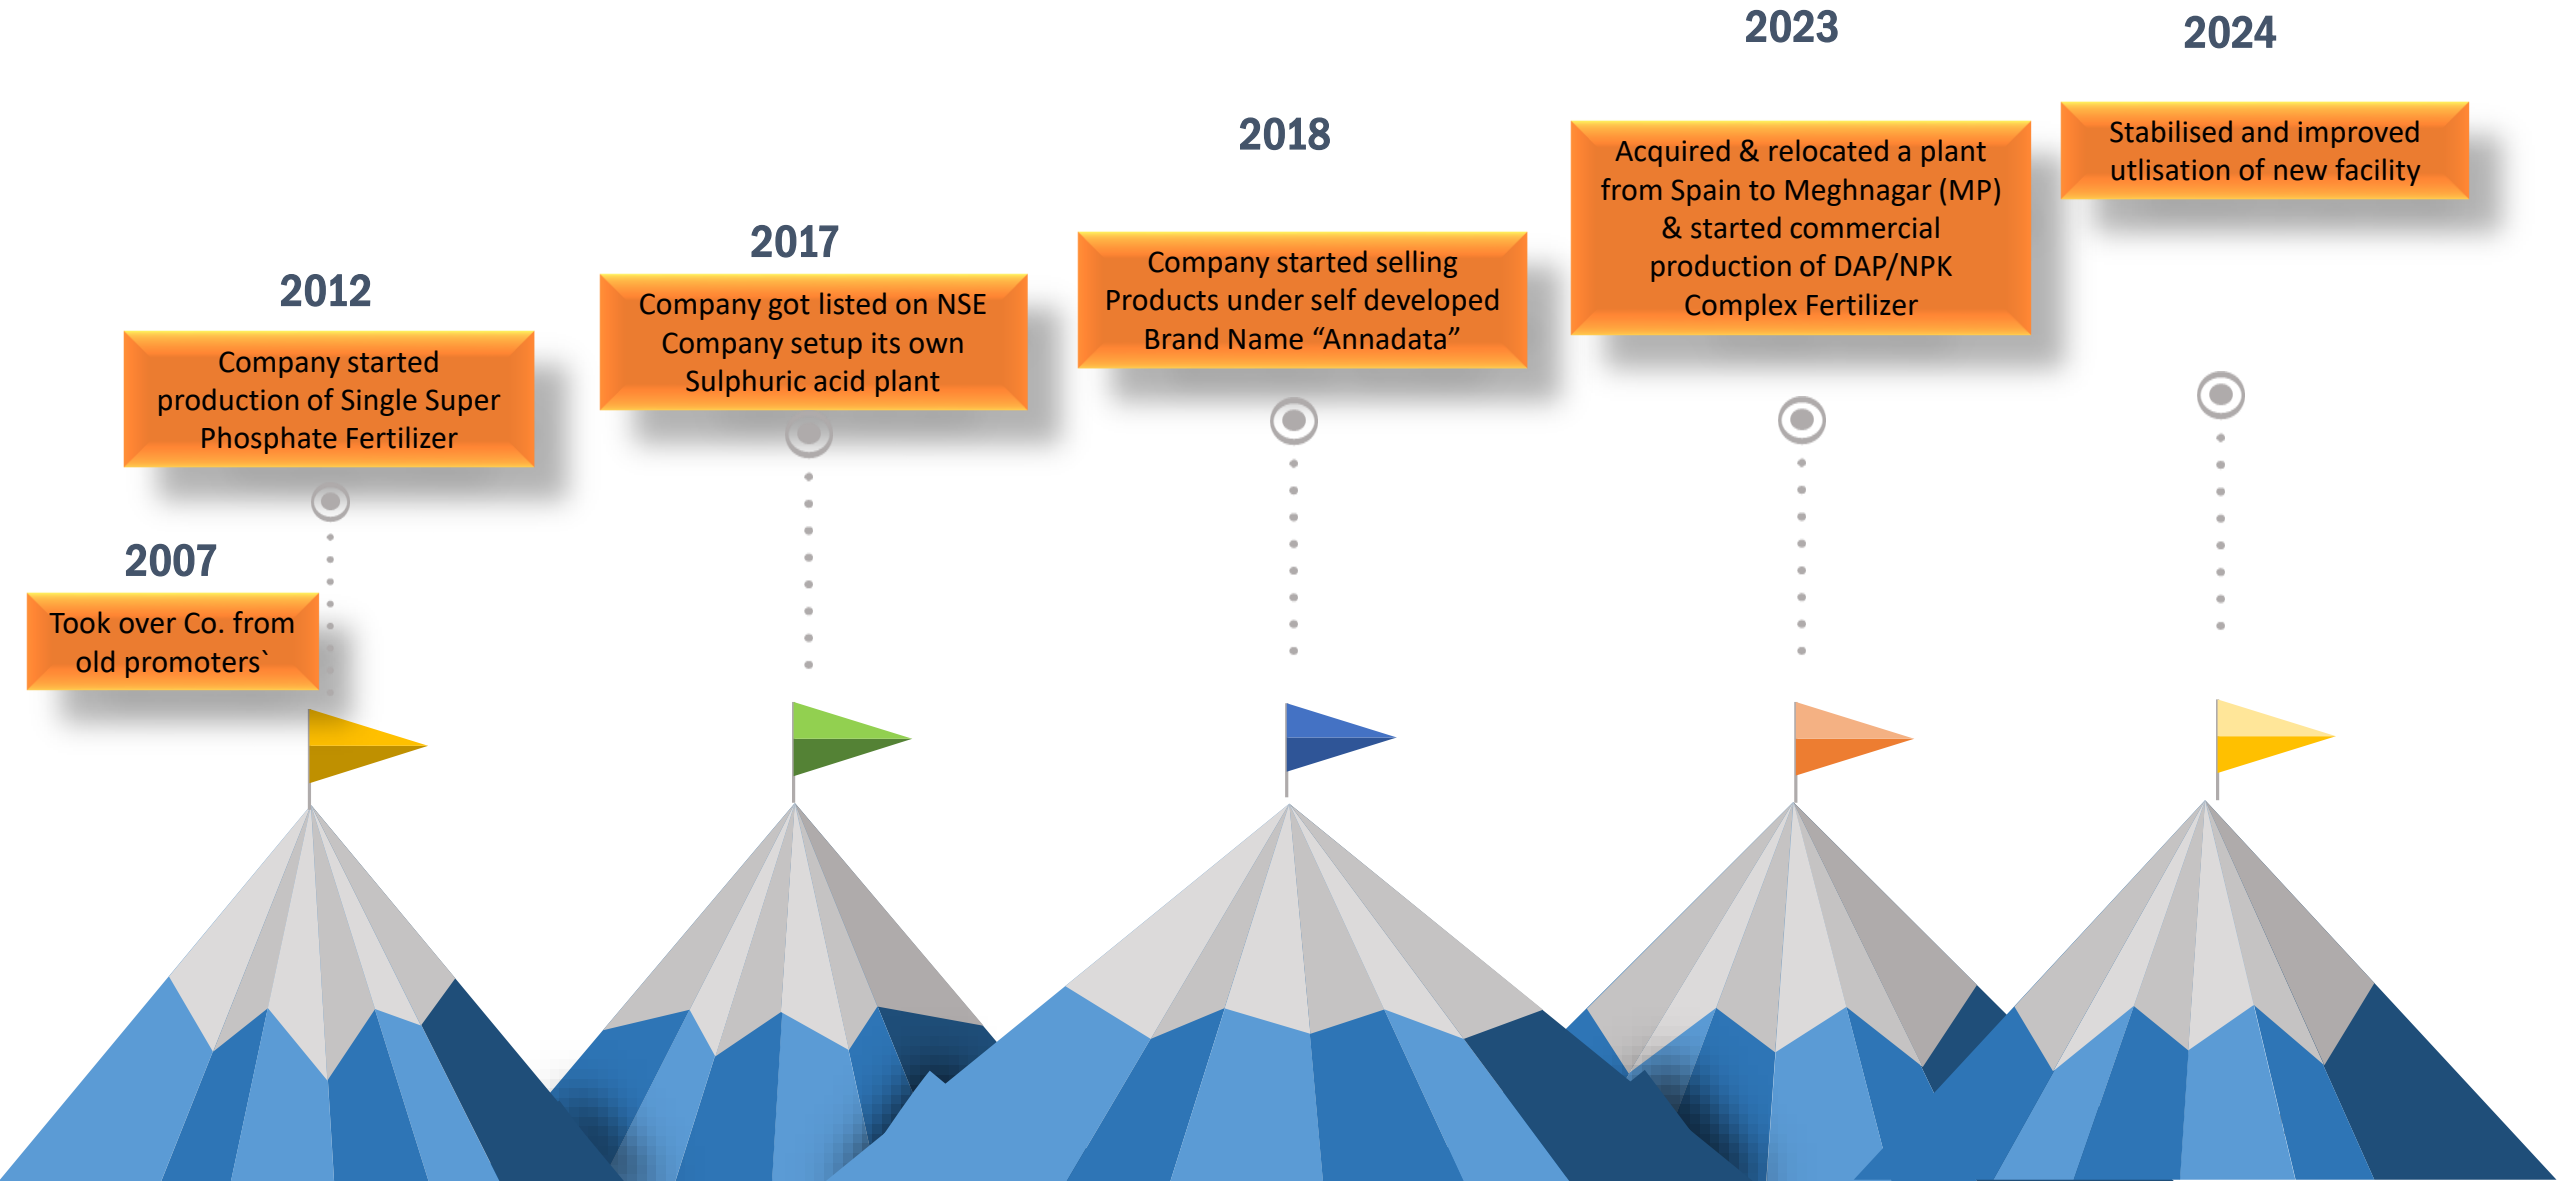 2007
Took over Co. from
old promoters`
2012
Company started
production of Single Super
Phosphate Fertilizer
2017
Company got listed on NSE
Company setup its own
Sulphuric acid plant
2018
Company started selling
Products under self developed
Brand Name “Annadata”
2023
Acquired & relocated a plant
from Spain to Meghnagar (MP)
& started commercial
production of DAP/NPK
Complex Fertilizer
2024
Stabilised and improved
utlisation of new facility